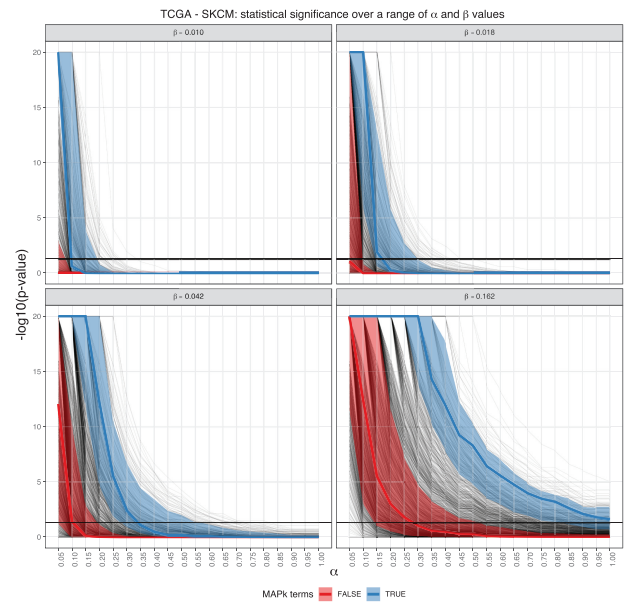 TCGA - SKCM: statistical significance over a range of α and β values
β = 0.010
β = 0.018
20
15
10
5
0
β = 0.042
β = 0.162
20
15
10
5
0
-log10(p-value)
0.05 0.10 0.15 0.20 0.25 0.30 0.35 0.40 0.45 0.50 0.55 0.60 0.65 0.70 0.75 0.80 0.85 0.90 0.95 1.00
0.05 0.10 0.15 0.20 0.25 0.30 0.35 0.40 0.45 0.50 0.55 0.60 0.65 0.70 0.75 0.80 0.85 0.90 0.95 1.00
α
MAPk terms FALSE TRUE